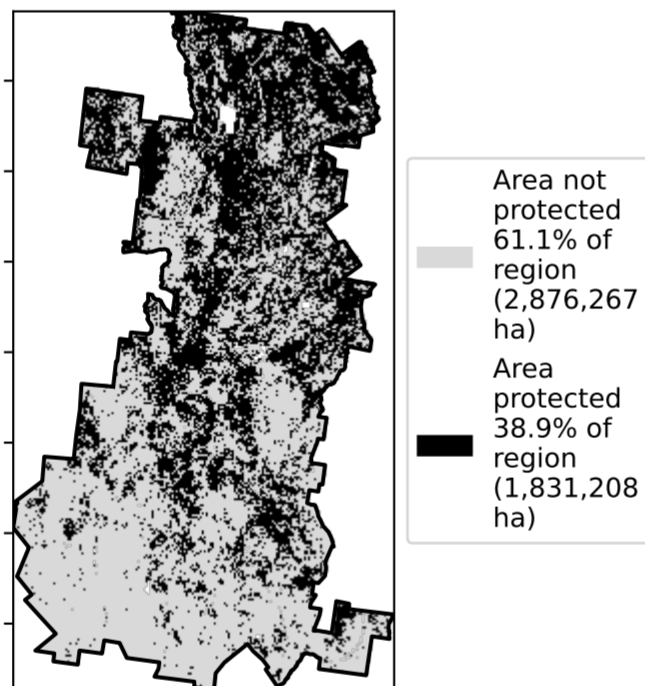 Area not
protected
61.1% of
region
(2,876,267
ha)
Area
protected
38.9% of
region
(1,831,208
ha)